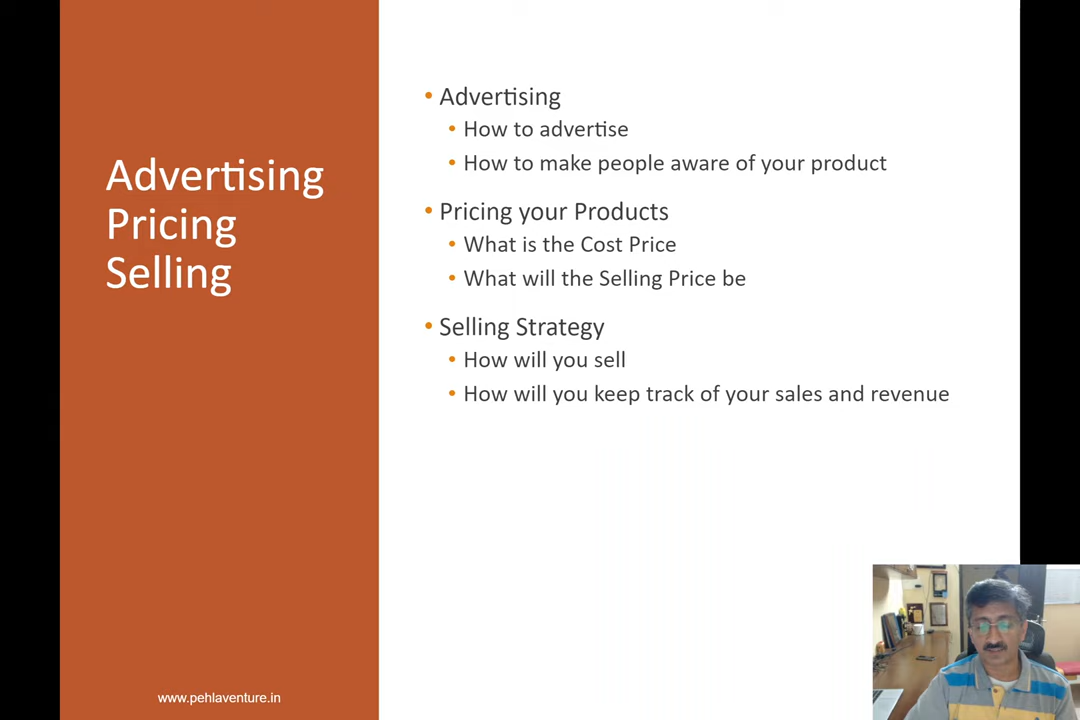 Advertising
Pricing
Selling
• Advertising
• How to advertise
• How to make people aware of your product
• Pricing your Products
• What is the Cost Price
• What will the Selling Price be
• Selling Strategy
• How will you sell
• How will you keep track of your sales and revenue
www.pehlaventure.in